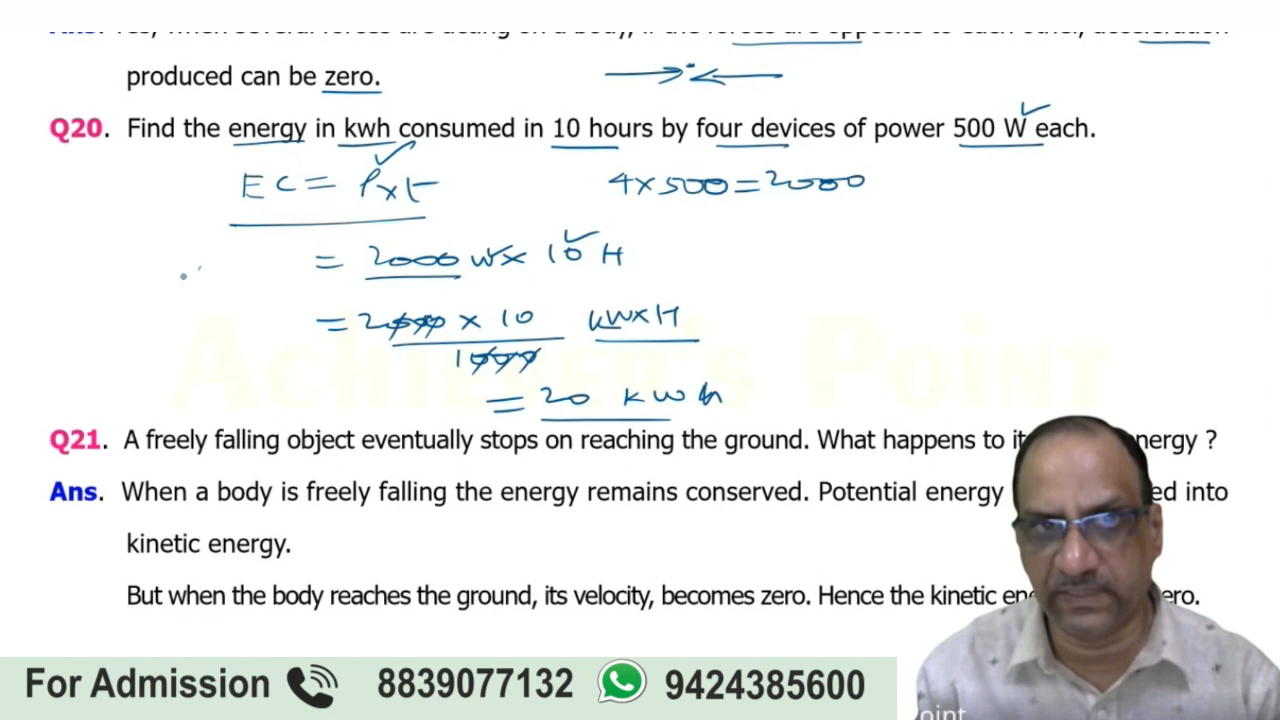 produced can be zero.
Q20. Find the energy in kwh consumed in 10 hours by four devices of power 500 W each.
EC = P x t 4 x 500 = 2000
= 2000 W x 10 H
= 2000 x 10 KW x H
1000
= 20 K W h
ACHIEVER'S POINT
Q21. A freely falling object eventually stops on reaching the ground. What happens to energy ?
Ans. When a body is freely falling the energy remains conserved. Potential energy into
kinetic energy.
But when the body reaches the ground, its velocity, becomes zero. Hence the kinetic
For Admission 8839077132 9424385600